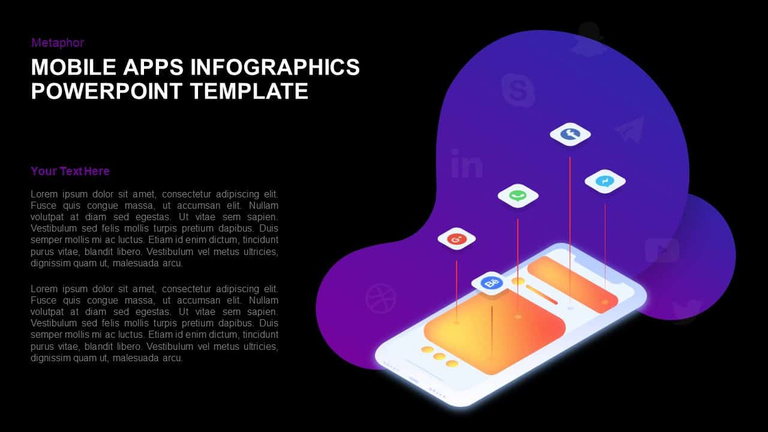 Metaphor
MOBILE APPS INFOGRAPHICS
POWERPOINT TEMPLATE
Your Text Here
Lorem ipsum dolor sit amet, consectetur adipiscing elit.
Fusce quis congue massa, ut accumsan elit. Nullam
volutpat at diam sed egestas. Ut vitae sem sapien.
Vestibulum sed felis mollis turpis pretium dapibus. Duis
semper mollis mi ac luctus. Etiam id enim dictum, tincidunt
purus vitae, blandit libero. Vestibulum vel metus ultricies,
dignissim quam ut, malesuada arcu.
Lorem ipsum dolor sit amet, consectetur adipiscing elit.
Fusce quis congue massa, ut accumsan elit. Nullam
volutpat at diam sed egestas. Ut vitae sem sapien.
Vestibulum sed felis mollis turpis pretium dapibus. Duis
semper mollis mi ac luctus. Etiam id enim dictum, tincidunt
purus vitae, blandit libero. Vestibulum vel metus ultricies,
dignissim quam ut, malesuada arcu.
in
Bē